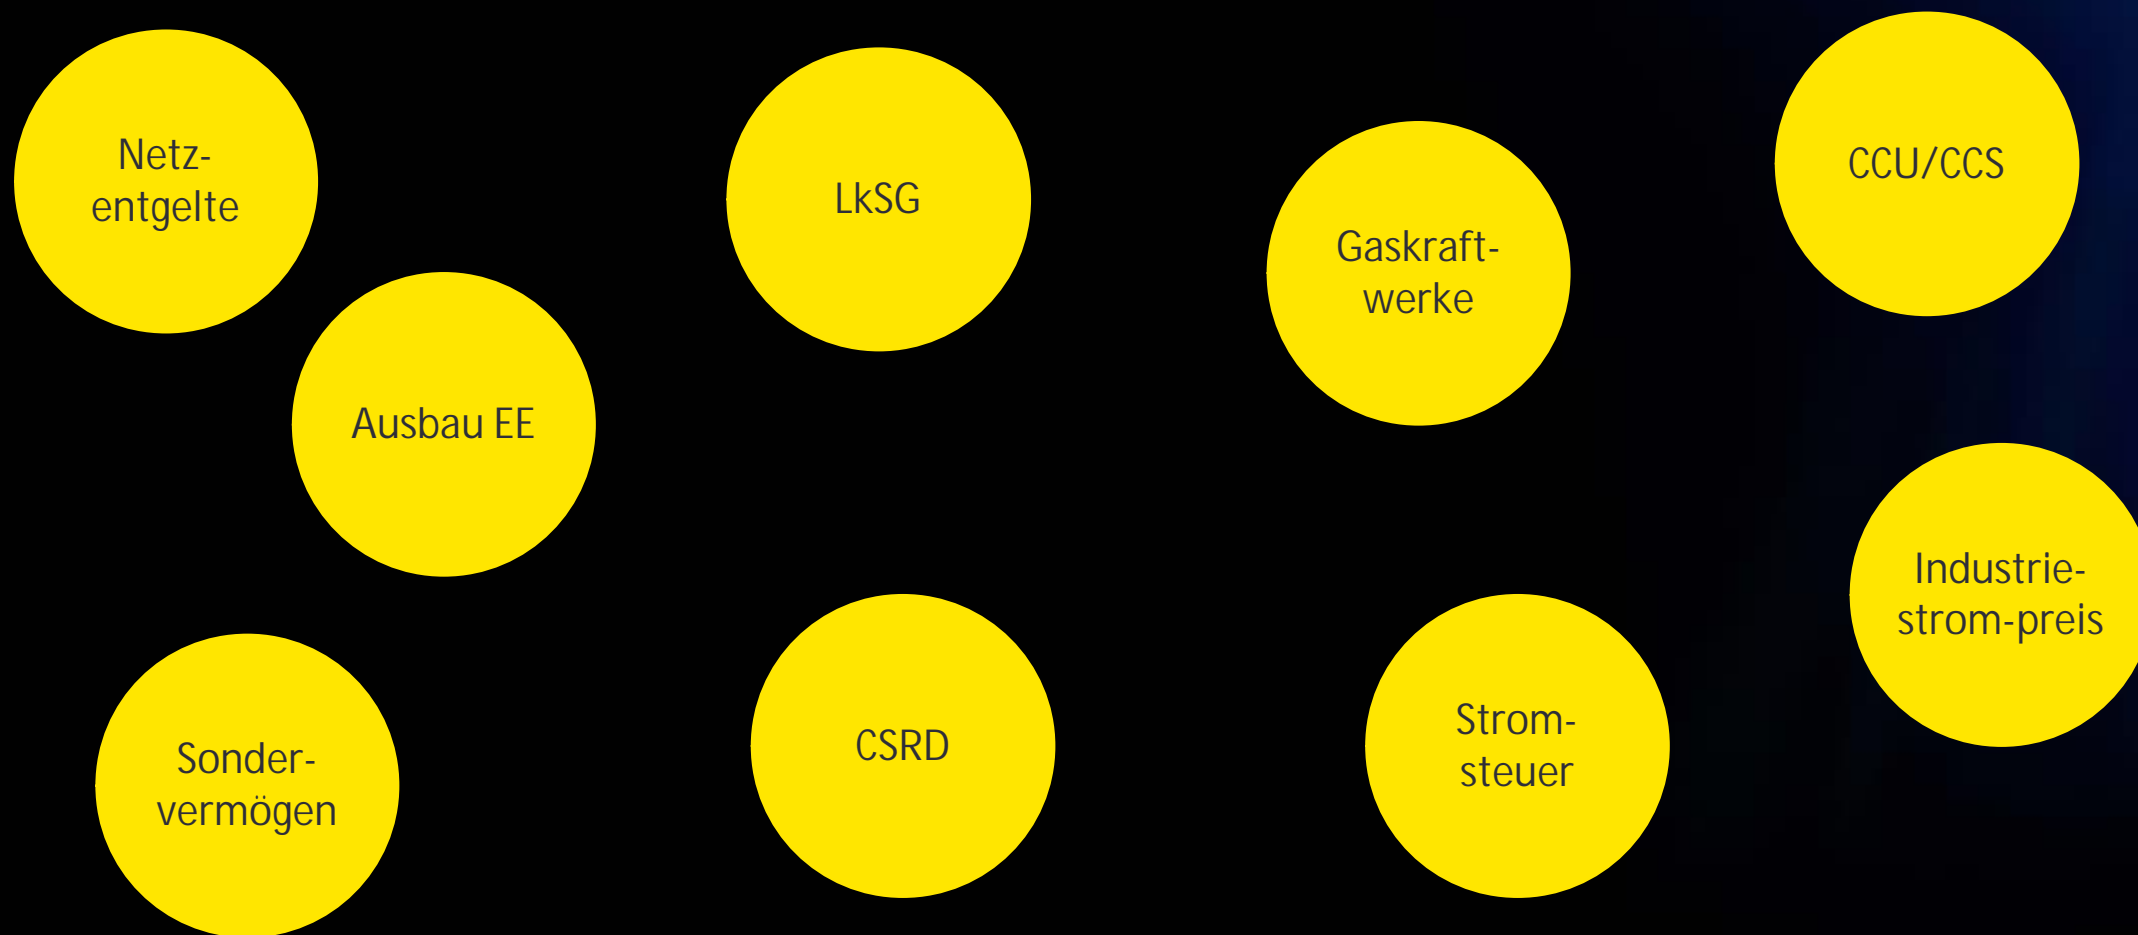 Netz-
entgelte
LkSG
Gaskraft-
werke
CCU/CCS
Ausbau EE
Industrie-
strom-preis
Sonder-
vermögen
CSRD
Strom-
steuer